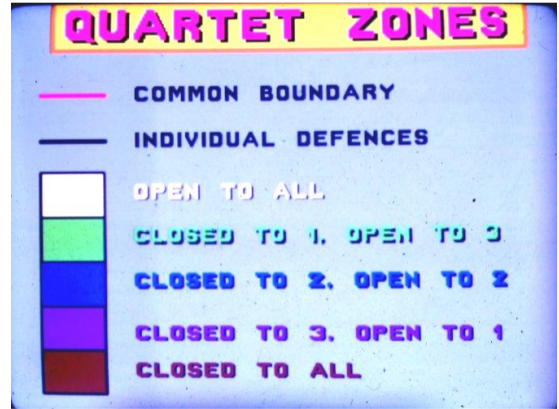 QUARTET ZONES
COMMON BOUNDARY
INDIVIDUAL DEFENCES
OPEN TO ALL
CLOSED TO 1. OPEN TO 3
CLOSED TO 2. OPEN TO 2
CLOSED TO 3. OPEN TO 1
CLOSED TO ALL